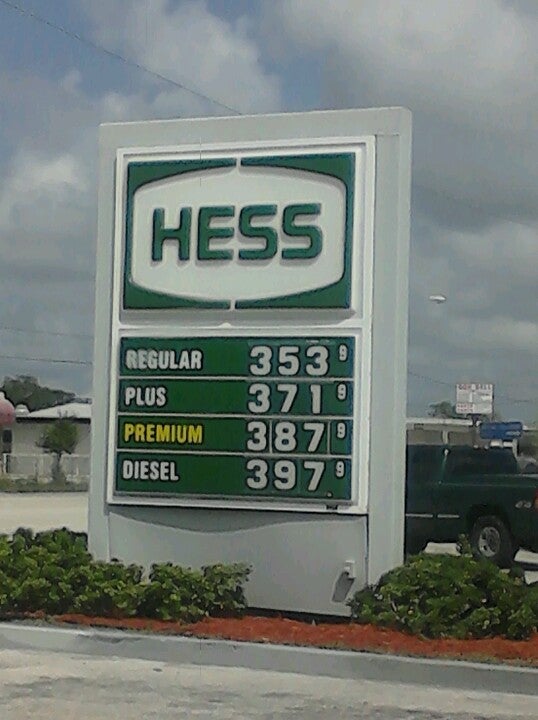 HESS
REGULAR 353 9
PLUS 371 9
PREMIUM 387 9
DIESEL 397 9